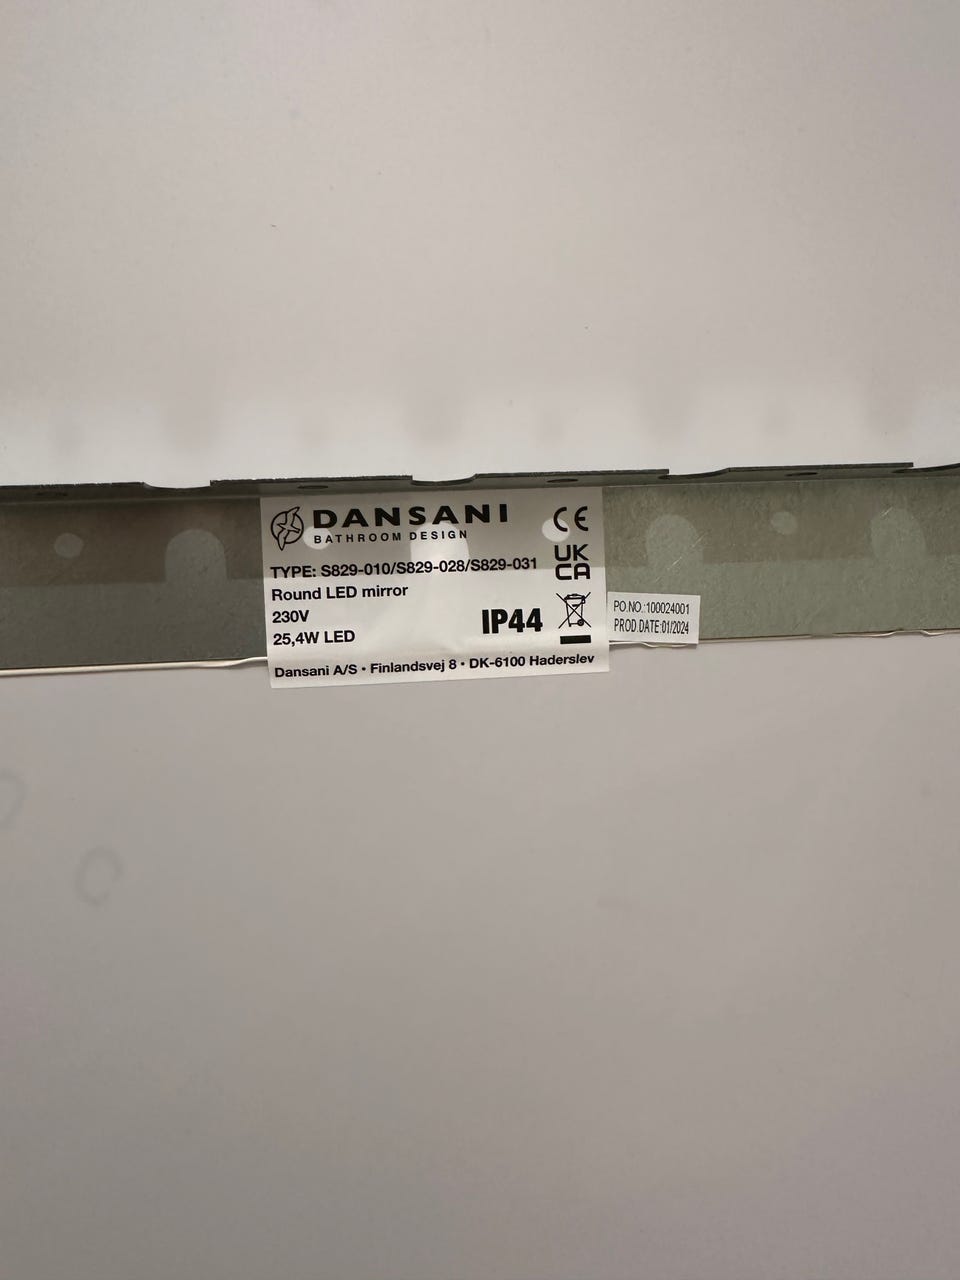 DANSANI
BATHROOM DESIGN
CE
UK
CA
TYPE: S829-010/S829-028/S829-031
Round LED mirror
230V
25,4W LED
IP44
Dansani A/S • Finlandsvej 8 • DK-6100 Haderslev
PO.NO.:100024001
PROD.DATE:01/2024